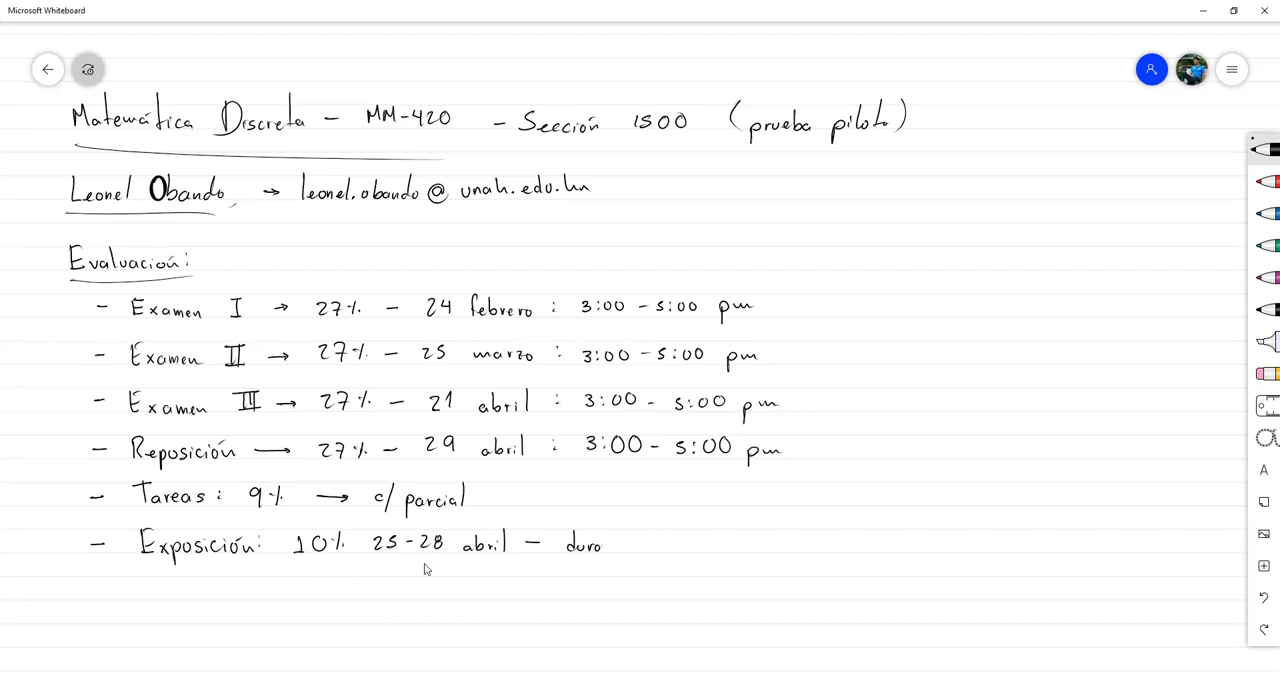 Microsoft Whiteboard
Matemática Discreta - MM-420 - Sección 1500 (prueba piloto)
Leonel Obando → leonel.obando@unah.edu.hn
Evaluación:
- Examen I → 27% - 24 febrero : 3:00 - 5:00 pm
- Examen II → 27% - 25 marzo : 3:00 - 5:00 pm
- Examen III → 27% - 21 abril : 3:00 - 5:00 pm
- Reposición → 27% - 29 abril : 3:00 - 5:00 pm
- Tareas: 9% → c/ parcial
- Exposición: 10% 25-28 abril - duro